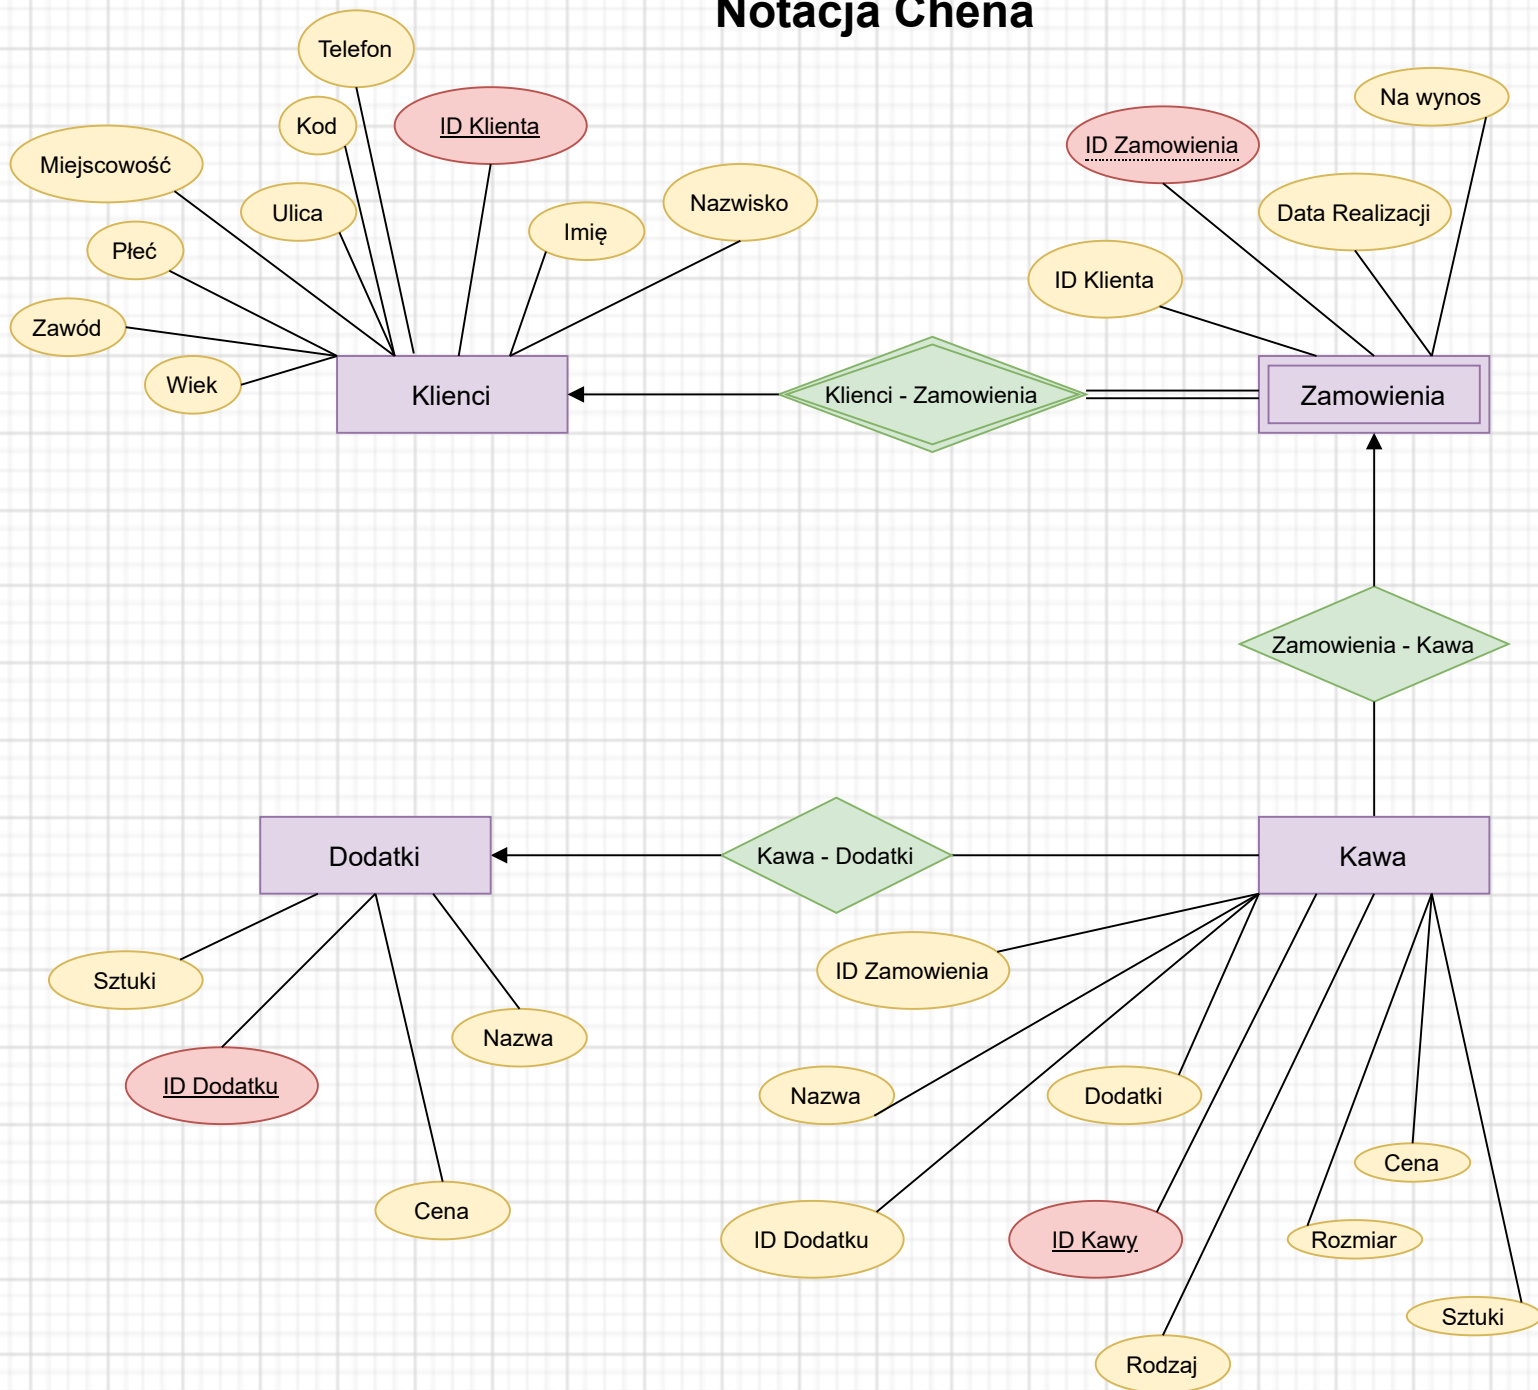 Notacja Chena
Telefon
Kod
ID Klienta
Miejscowość
Ulica
Imię
Nazwisko
Płeć
Zawód
Wiek
Klienci
Klienci - Zamowienia
Na wynos
ID Zamowienia
Data Realizacji
ID Klienta
Zamowienia
Zamowienia - Kawa
Dodatki
Kawa - Dodatki
Kawa
Sztuki
ID Dodatku
Nazwa
Cena
ID Zamowienia
Nazwa
Dodatki
ID Dodatku
ID Kawy
Cena
Rozmiar
Sztuki
Rodzaj